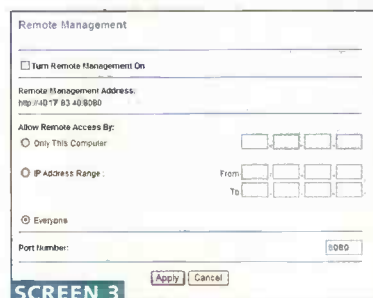 Remote Management
Turn Remote Management On
Remote Management Address:
Allow Remote Access By:
Only This Computer
IP Address Range : From
To
Everyone
Port Number: 8080
Apply Cancel
SCREEN 3